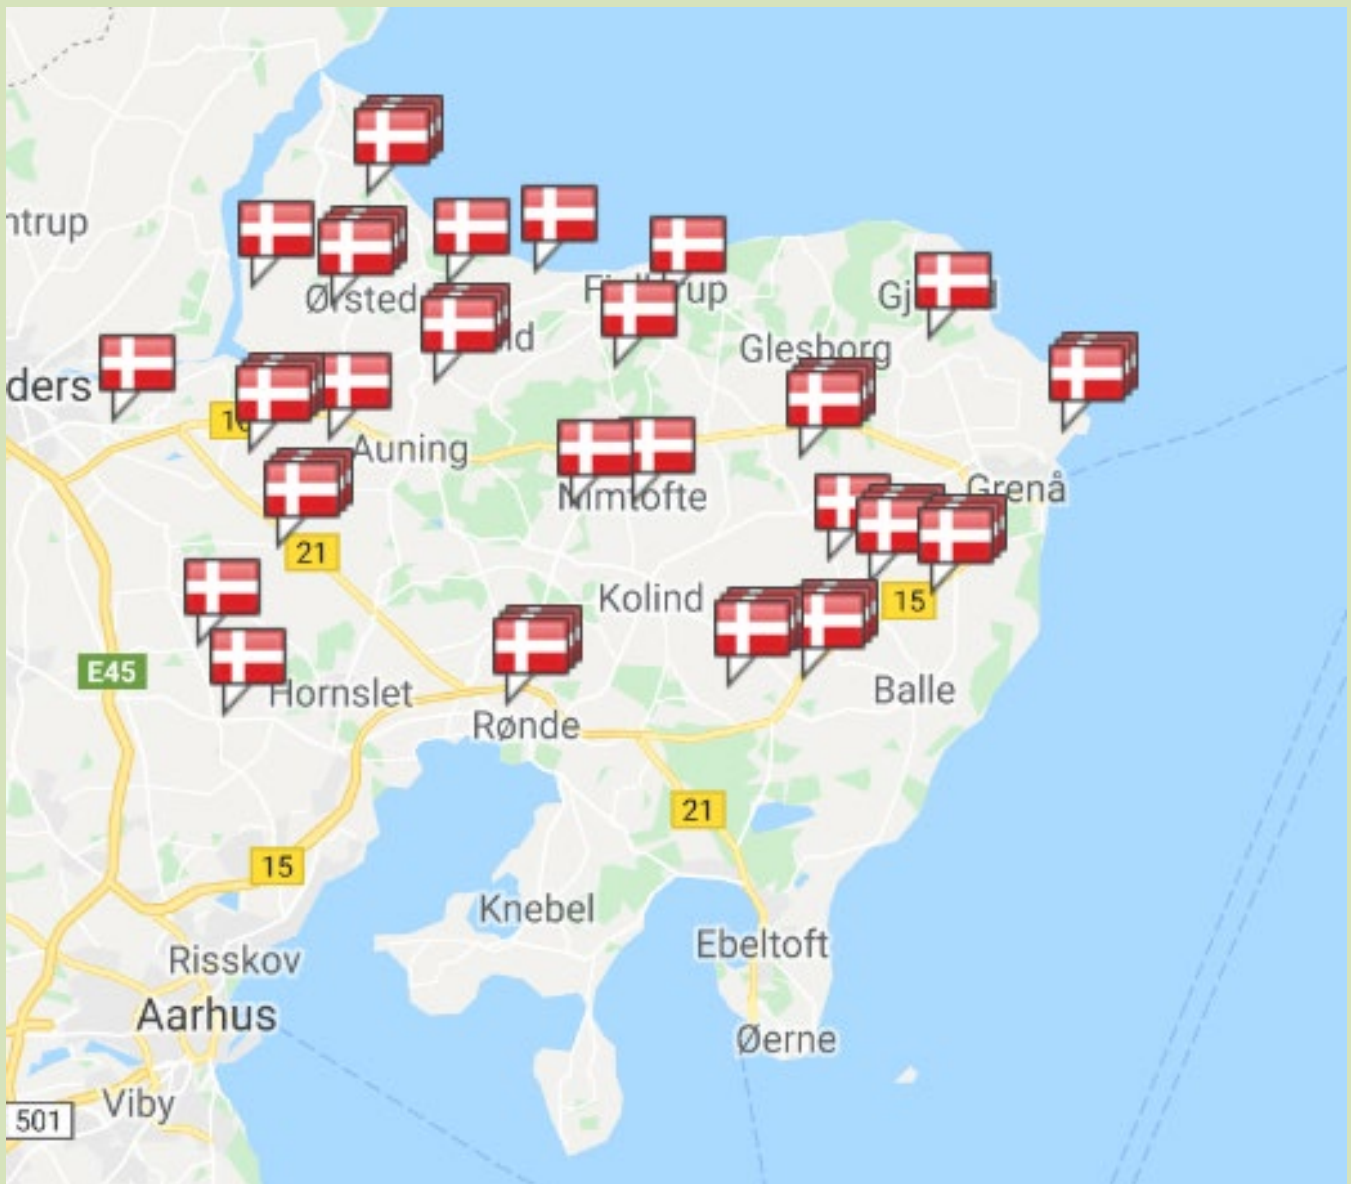 ntrup
Ørsted
Glesborg
ders
Auning
Nimtofte
Grenå
21
Kolind
15
E45
Hornslet
Balle
Rønde
21
15
Knebel
Ebeltoft
Risskov
Aarhus
Øerne
Viby
501